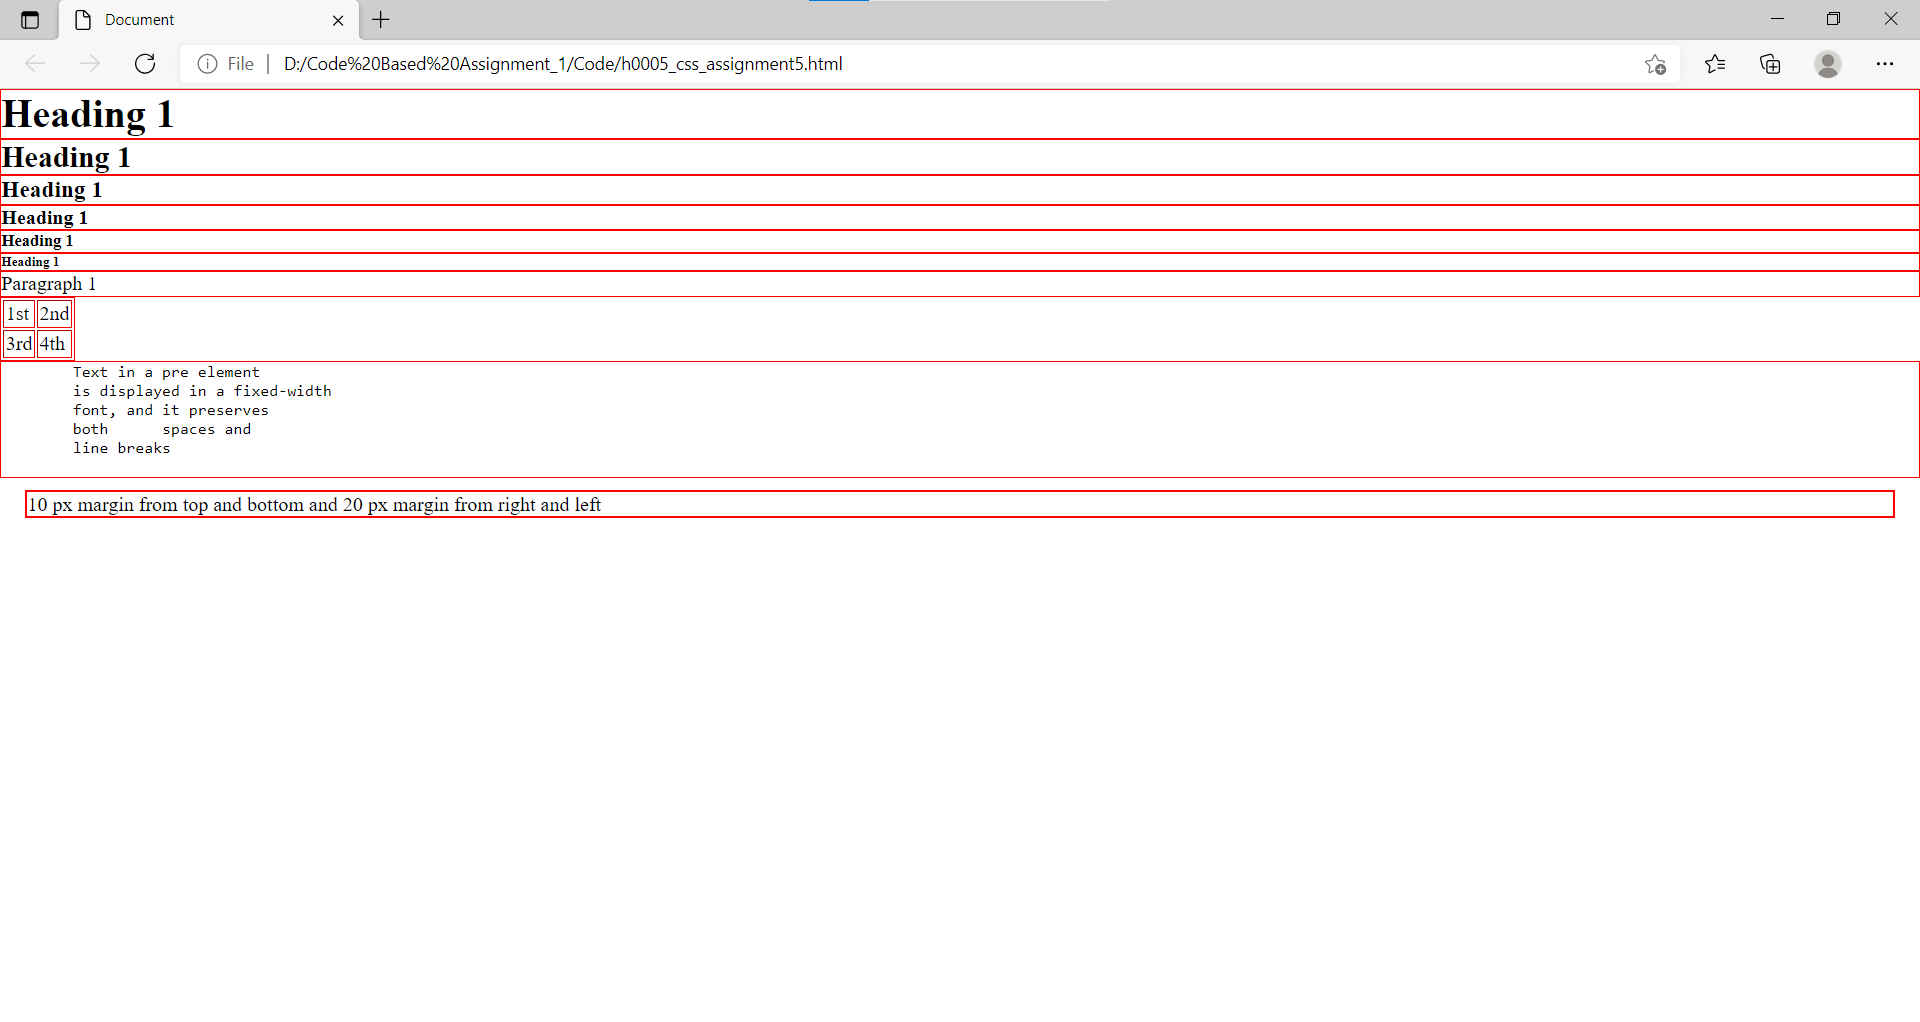 Document
File
D:/Code%20Based%20Assignment_1/Code/h0005_css_assignment5.html
Heading 1
Heading 1
Heading 1
Heading 1
Heading 1
Heading 1
Paragraph 1
1st 2nd
3rd 4th
Text in a pre element
is displayed in a fixed-width
font, and it preserves
both      spaces and
line breaks
10 px margin from top and bottom and 20 px margin from right and left